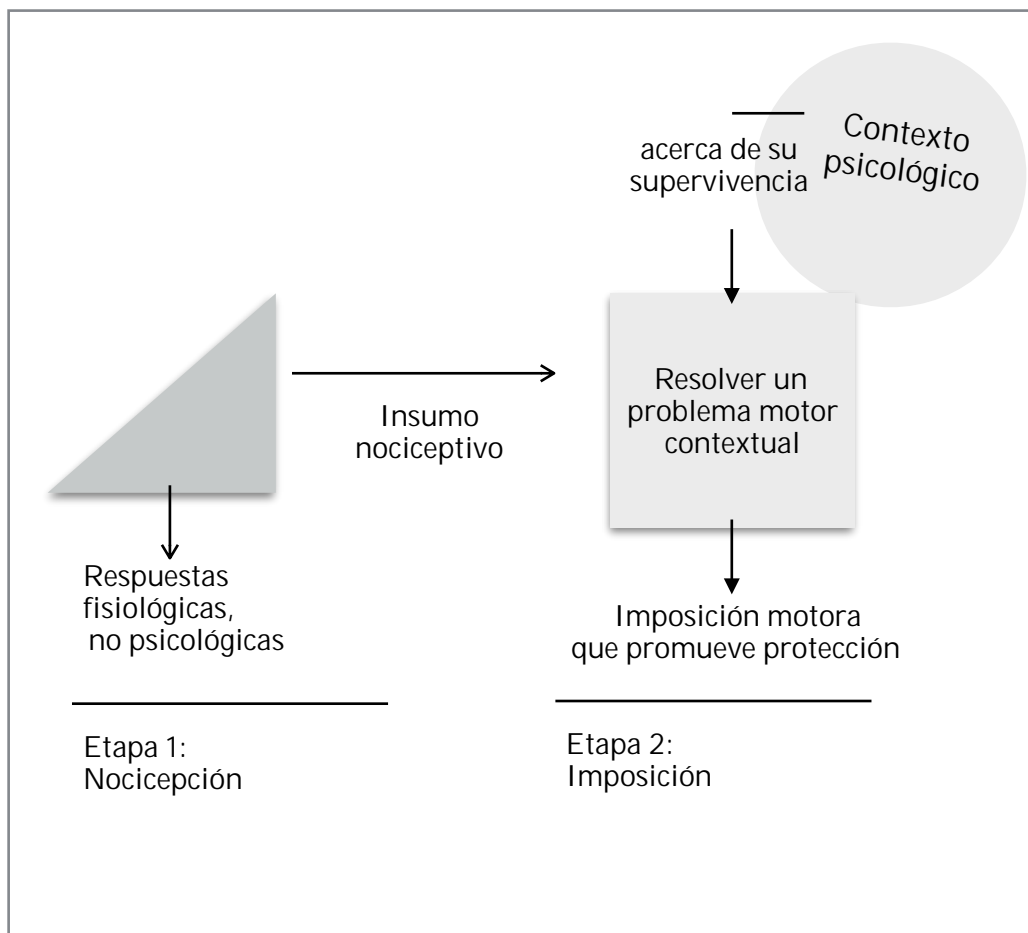 Contexto
psicológico
acerca de su
supervivencia
Resolver un
problema motor
contextual
Insumo
nociceptivo
Respuestas
fisiológicas,
no psicológicas
Imposición motora
que promueve protección
Etapa 1:
Nocicepción
Etapa 2:
Imposición